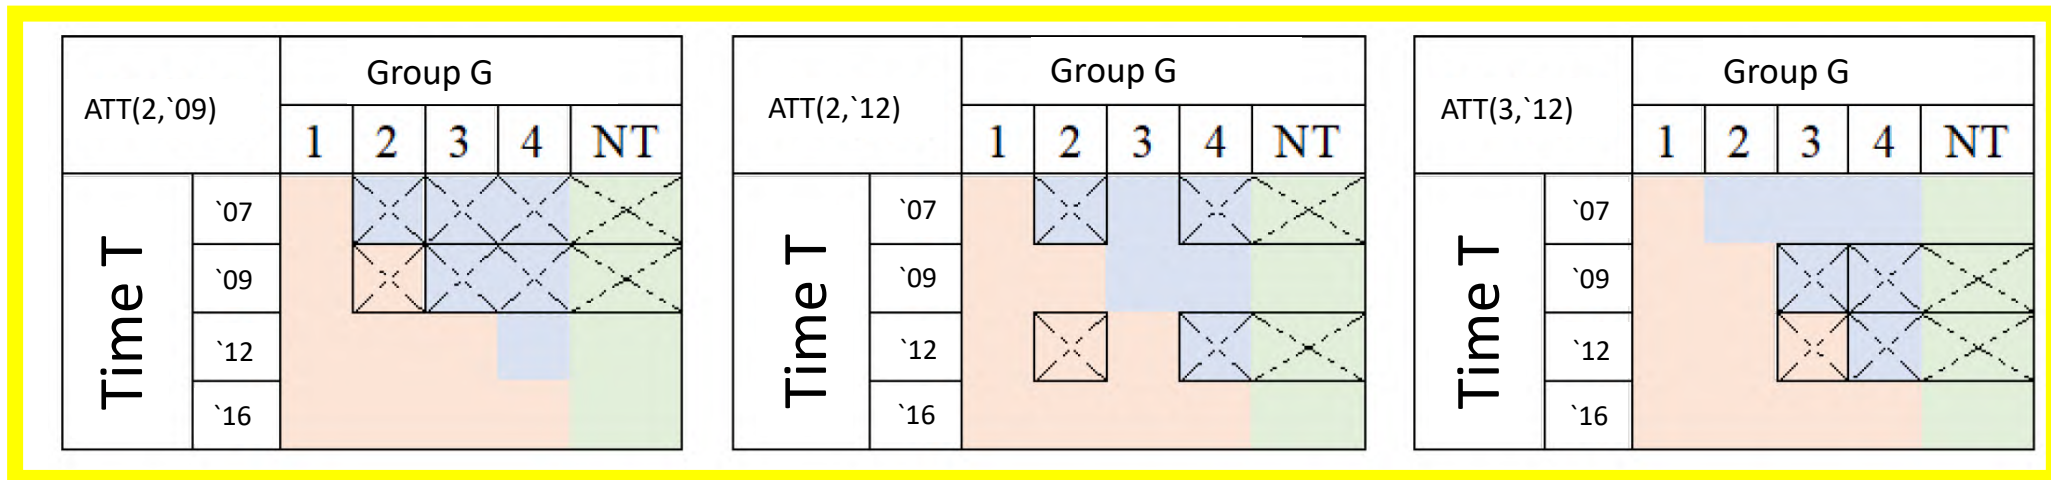 ATT(2,`09)
Group G
1 2 3 4 NT
Time T
`07
`09
`12
`16
ATT(2,`12)
Group G
1 2 3 4 NT
Time T
`07
`09
`12
`16
ATT(3,`12)
Group G
1 2 3 4 NT
Time T
`07
`09
`12
`16